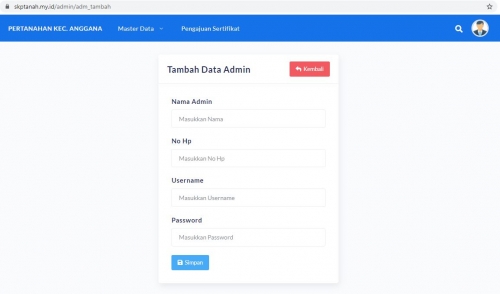 skptanah.my.id/admin/adm_tambah
PERTANAHAN KEC. ANGGANA Master Data Pengajuan Sertifikat
Tambah Data Admin Kembali
Nama Admin
Masukkan Nama
No Hp
Masukkan No Hp
Username
Masukkan Username
Password
Masukkan Password
Simpan